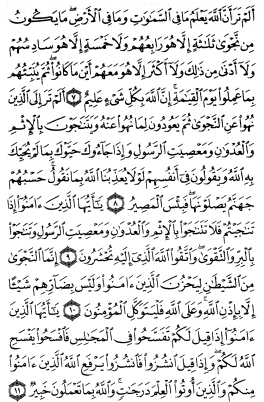 أَلَمْ تَرَ أَنَّ ٱللَّهَ يَعْلَمُ مَا فِى ٱلسَّمَٰوَٰتِ وَمَا فِى ٱلْأَرْضِ ۖ مَا يَكُونُ
مِن نَّجْوَىٰ ثَلَٰثَةٍ إِلَّا هُوَ رَابِعُهُمْ وَلَا خَمْسَةٍ إِلَّا هُوَ سَادِسُهُمْ
وَلَآ أَدْنَىٰ مِن ذَٰلِكَ وَلَآ أَكْثَرَ إِلَّا هُوَ مَعَهُمْ أَيْنَ مَا كَانُوا۟ ۖ ثُمَّ يُنَبِّئُهُم
بِمَا عَمِلُوا۟ يَوْمَ ٱلْقِيَٰمَةِ ۚ إِنَّ ٱللَّهَ بِكُلِّ شَىْءٍ عَلِيمٌ ٧ أَلَمْ تَرَ إِلَى ٱلَّذِينَ
نُهُوا۟ عَنِ ٱلنَّجْوَىٰ ثُمَّ يَعُودُونَ لِمَا نُهُوا۟ عَنْهُ وَيَتَنَٰجَوْنَ بِٱلْإِثْمِ
وَٱلْعُدْوَٰنِ وَمَعْصِيَتِ ٱلرَّسُولِ وَإِذَا جَآءُوكَ حَيَّوْكَ بِمَا لَمْ يُحَيِّكَ
بِهِ ٱللَّهُ وَيَقُولُونَ فِىٓ أَنفُسِهِمْ لَوْلَا يُعَذِّبُنَا ٱللَّهُ بِمَا نَقُولُ ۚ حَسْبُهُمْ
جَهَنَّمُ يَصْلَوْنَهَا ۖ فَبِئْسَ ٱلْمَصِيرُ ٨ يَٰٓأَيُّهَا ٱلَّذِينَ ءَامَنُوٓا۟ إِذَا
تَنَٰجَيْتُمْ فَلَا تَتَنَٰجَوْا۟ بِٱلْإِثْمِ وَٱلْعُدْوَٰنِ وَمَعْصِيَتِ ٱلرَّسُولِ وَتَنَٰجَوْا۟
بِٱلْبِرِّ وَٱلتَّقْوَىٰ ۖ وَٱتَّقُوا۟ ٱللَّهَ ٱلَّذِىٓ إِلَيْهِ تُحْشَرُونَ ٩ إِنَّمَا ٱلنَّجْوَىٰ
مِنَ ٱلشَّيْطَٰنِ لِيَحْزُنَ ٱلَّذِينَ ءَامَنُوا۟ وَلَيْسَ بِضَآرِّهِمْ شَيْـًٔا
إِلَّا بِإِذْنِ ٱللَّهِ ۚ وَعَلَى ٱللَّهِ فَلْيَتَوَكَّلِ ٱلْمُؤْمِنُونَ ١٠ يَٰٓأَيُّهَا ٱلَّذِينَ
ءَامَنُوٓا۟ إِذَا قِيلَ لَكُمْ تَفَسَّحُوا۟ فِى ٱلْمَجَٰلِسِ فَٱفْسَحُوا۟ يَفْسَحِ
ٱللَّهُ لَكُمْ ۖ وَإِذَا قِيلَ ٱنشُزُوا۟ فَٱنشُزُوا۟ يَرْفَعِ ٱللَّهُ ٱلَّذِينَ ءَامَنُوا۟
مِنكُمْ وَٱلَّذِينَ أُوتُوا۟ ٱلْعِلْمَ دَرَجَٰتٍ ۚ وَٱللَّهُ بِمَا تَعْمَلُونَ خَبِيرٌ ١١